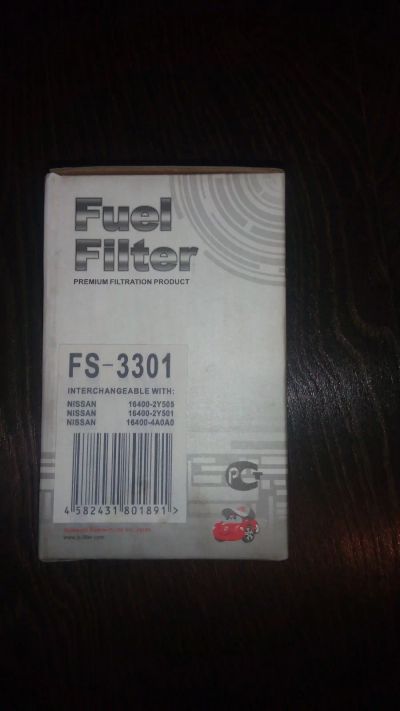 Fuel
Filter
PREMIUM FILTRATION PRODUCT
FS-3301
INTERCHANGEABLE WITH:
NISSAN 16400-2Y505
NISSAN 16400-2Y501
NISSAN 16400-4A0A0
4 582431 801891 >